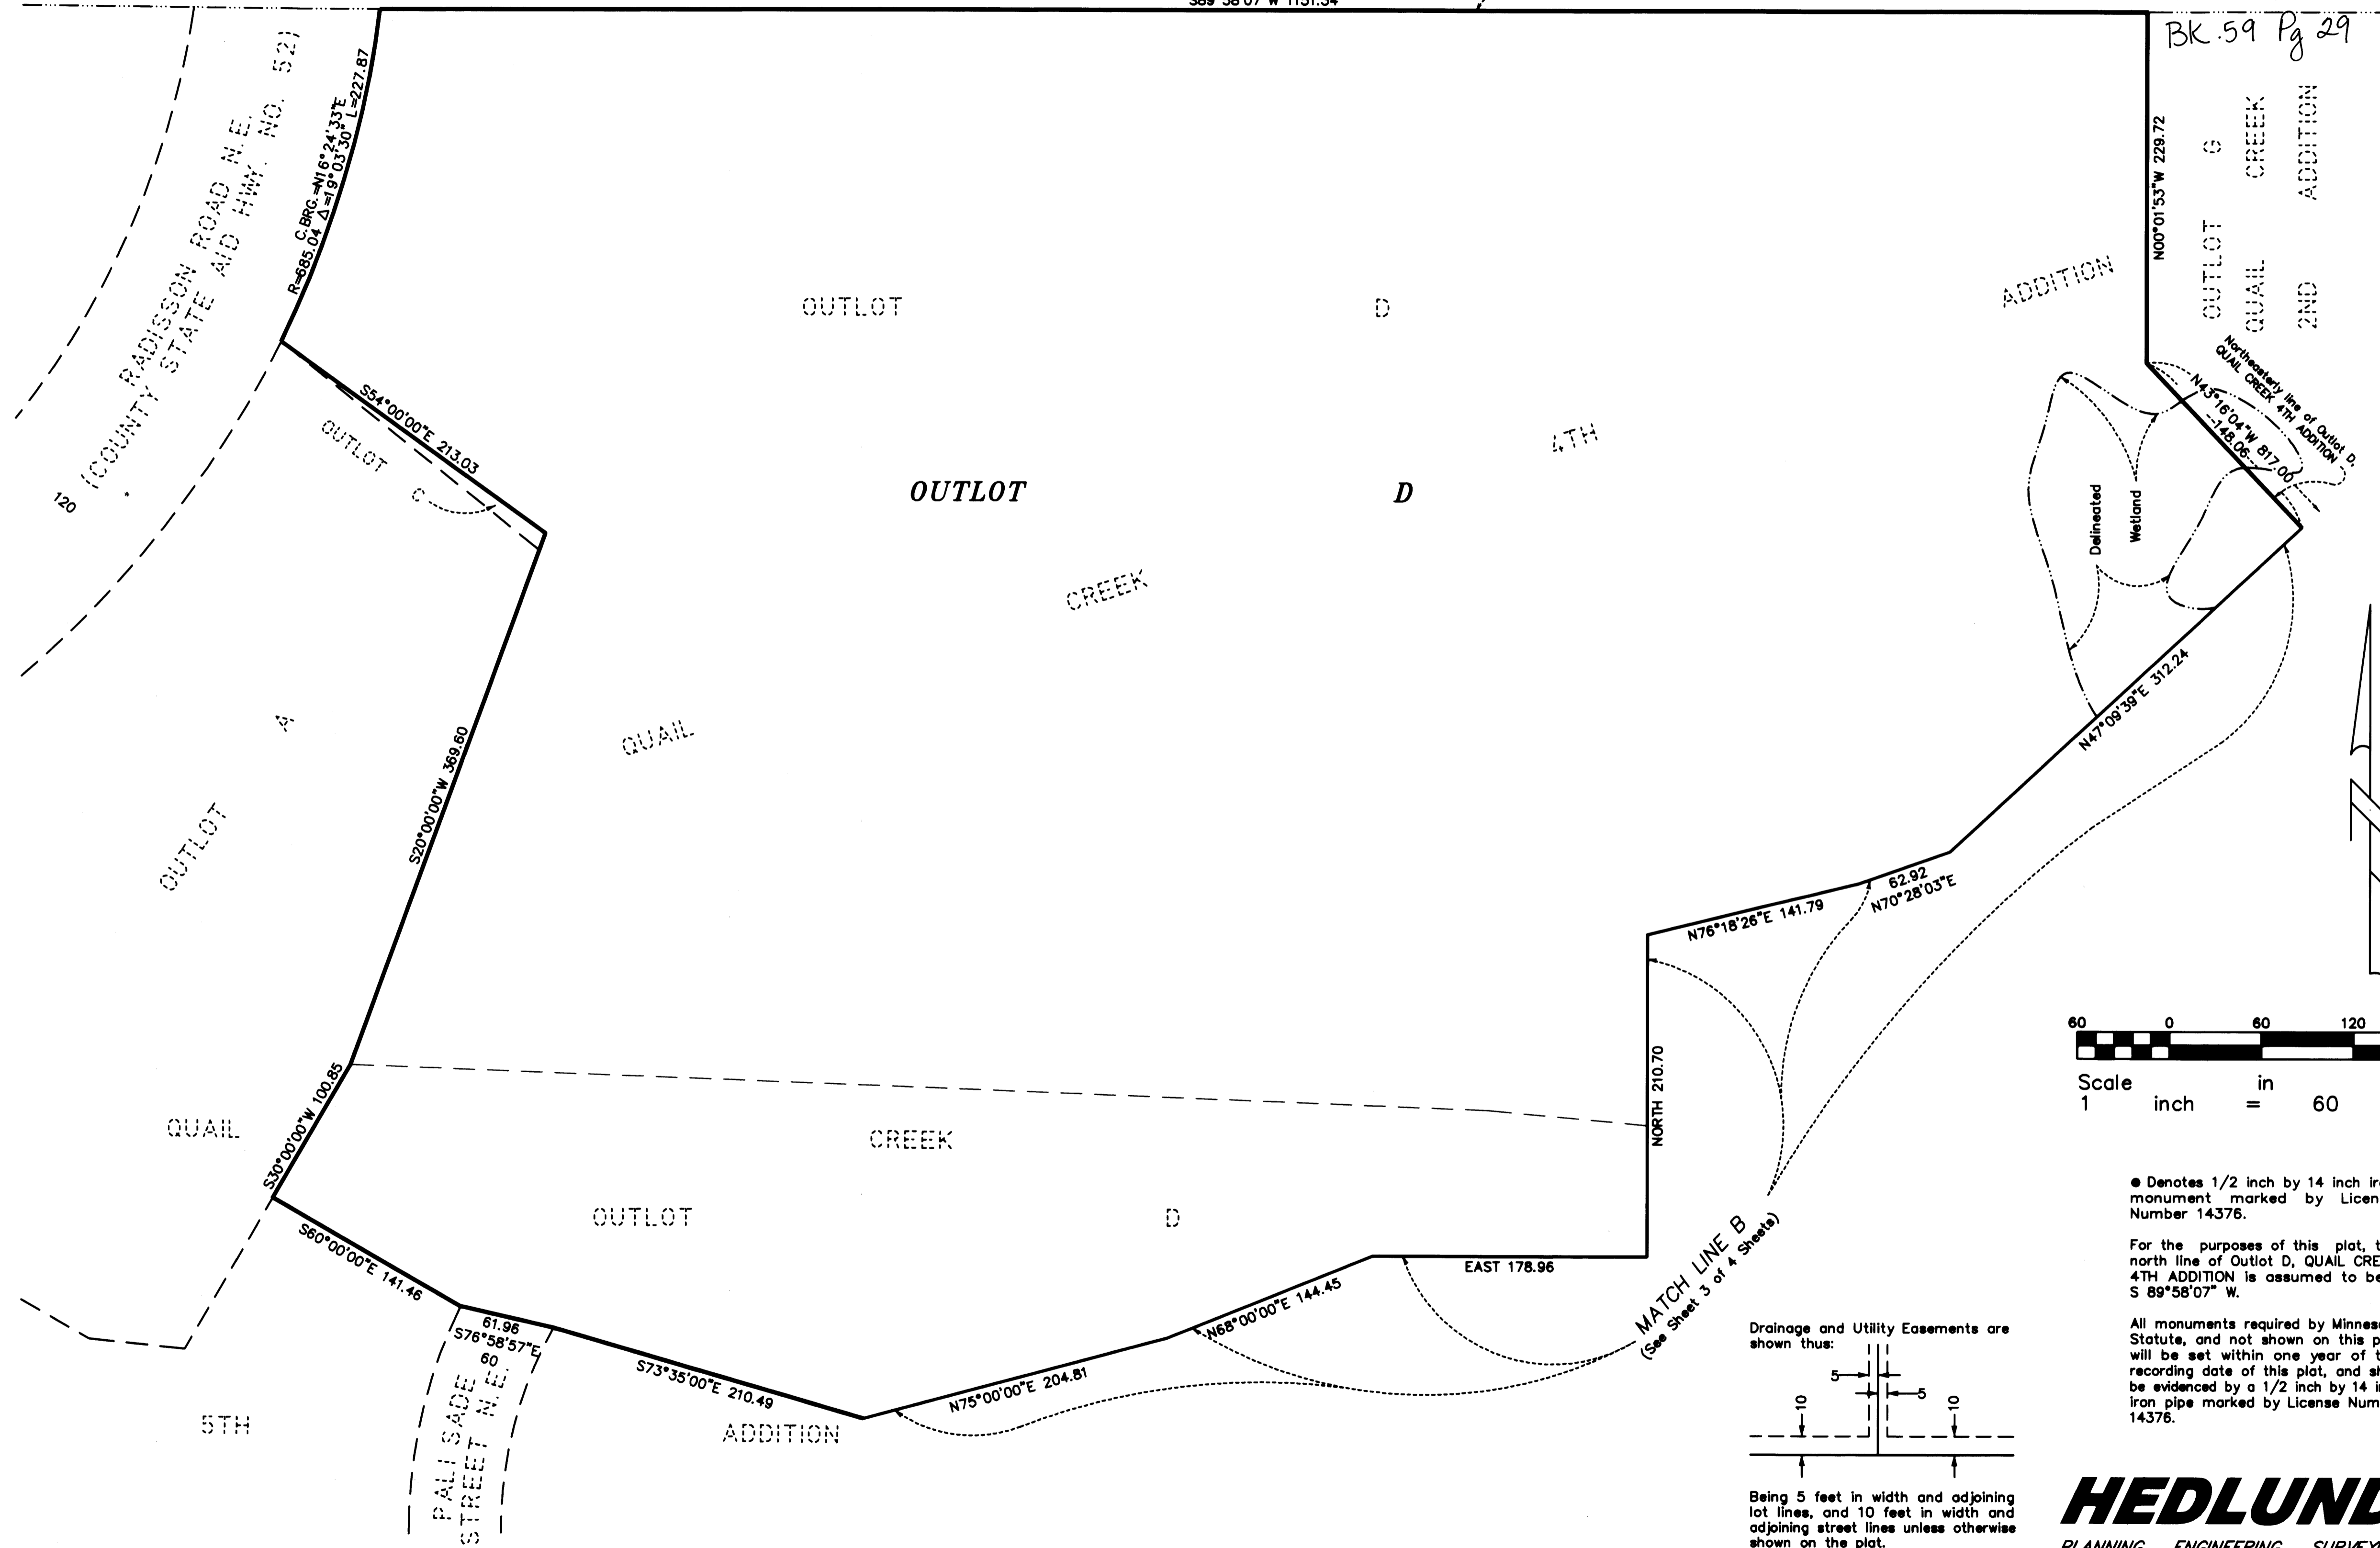 S89°58'07"W 1151.54
Bk.59 Pg 29
RADISSON ROAD N.E.
(COUNTY STATE AID HWY. NO. 52)
120
C.BRG.=N16°24'33"E
R=685.04 Δ=19°03'30" L=227.87
N00°01'53"W 229.72
OUTLOT G
QUAIL CREEK
2ND ADDITION
OUTLOT D
ADDITION
Northeasterly line of Outlot D,
QUAIL CREEK 4TH ADDITION
N43°16'04"W 817.00
--148.06--
S54°00'00"E 213.03
OUTLOT
C
4TH
OUTLOT D
Delineated
Wetland
CREEK
QUAIL
OUTLOT A
S20°00'00"W 369.60
N47°09'39"E 312.24
62.92
N70°28'03"E
N76°18'26"E 141.79
NORTH 210.70
60 0 60 120
Scale in
1 inch = 60
S30°00'00"W 100.85
QUAIL
CREEK
OUTLOT D
S60°00'00"E 141.46
61.96
S76°58'57"E
60
PALISADE
STREET N.E.
S73°35'00"E 210.49
N75°00'00"E 204.81
N68°00'00"E 144.45
EAST 178.96
MATCH LINE B
(See Sheet 3 of 4 Sheets)
5TH
ADDITION
● Denotes 1/2 inch by 14 inch ir
monument marked by Licen
Number 14376.
For the purposes of this plat, t
north line of Outlot D, QUAIL CRE
4TH ADDITION is assumed to be
S 89°58'07" W.
All monuments required by Minnes
Statute, and not shown on this p
will be set within one year of t
recording date of this plat, and sh
be evidenced by a 1/2 inch by 14 i
iron pipe marked by License Num
14376.
Drainage and Utility Easements are
shown thus:
5
5
10
10
Being 5 feet in width and adjoining
lot lines, and 10 feet in width and
adjoining street lines unless otherwise
shown on the plat.
HEDLUND
PLANNING ENGINEERING SURVEY